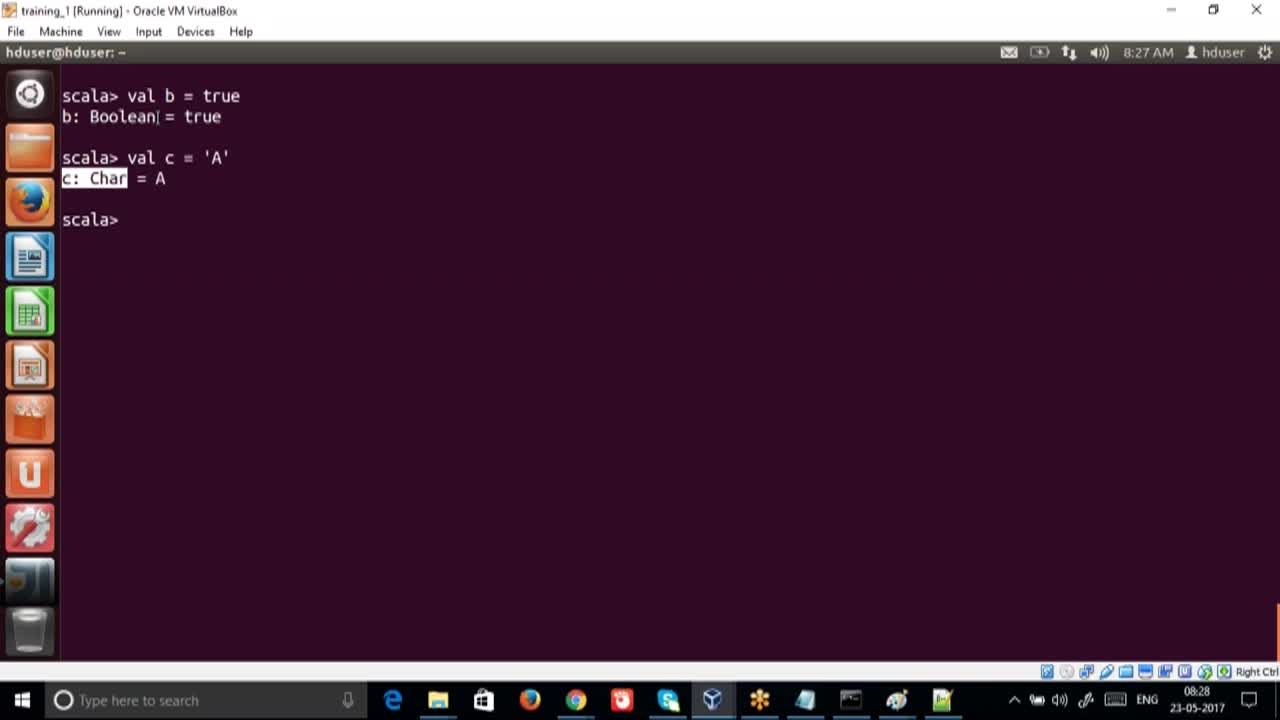 training_1 [Running] - Oracle VM VirtualBox
File Machine View Input Devices Help
hduser@hduser: ~
8:27 AM hduser
scala> val b = true
b: Boolean = true
scala> val c = 'A'
c: Char = A
scala>
Right Ctrl
Type here to search
ENG
08:28
23-05-2017